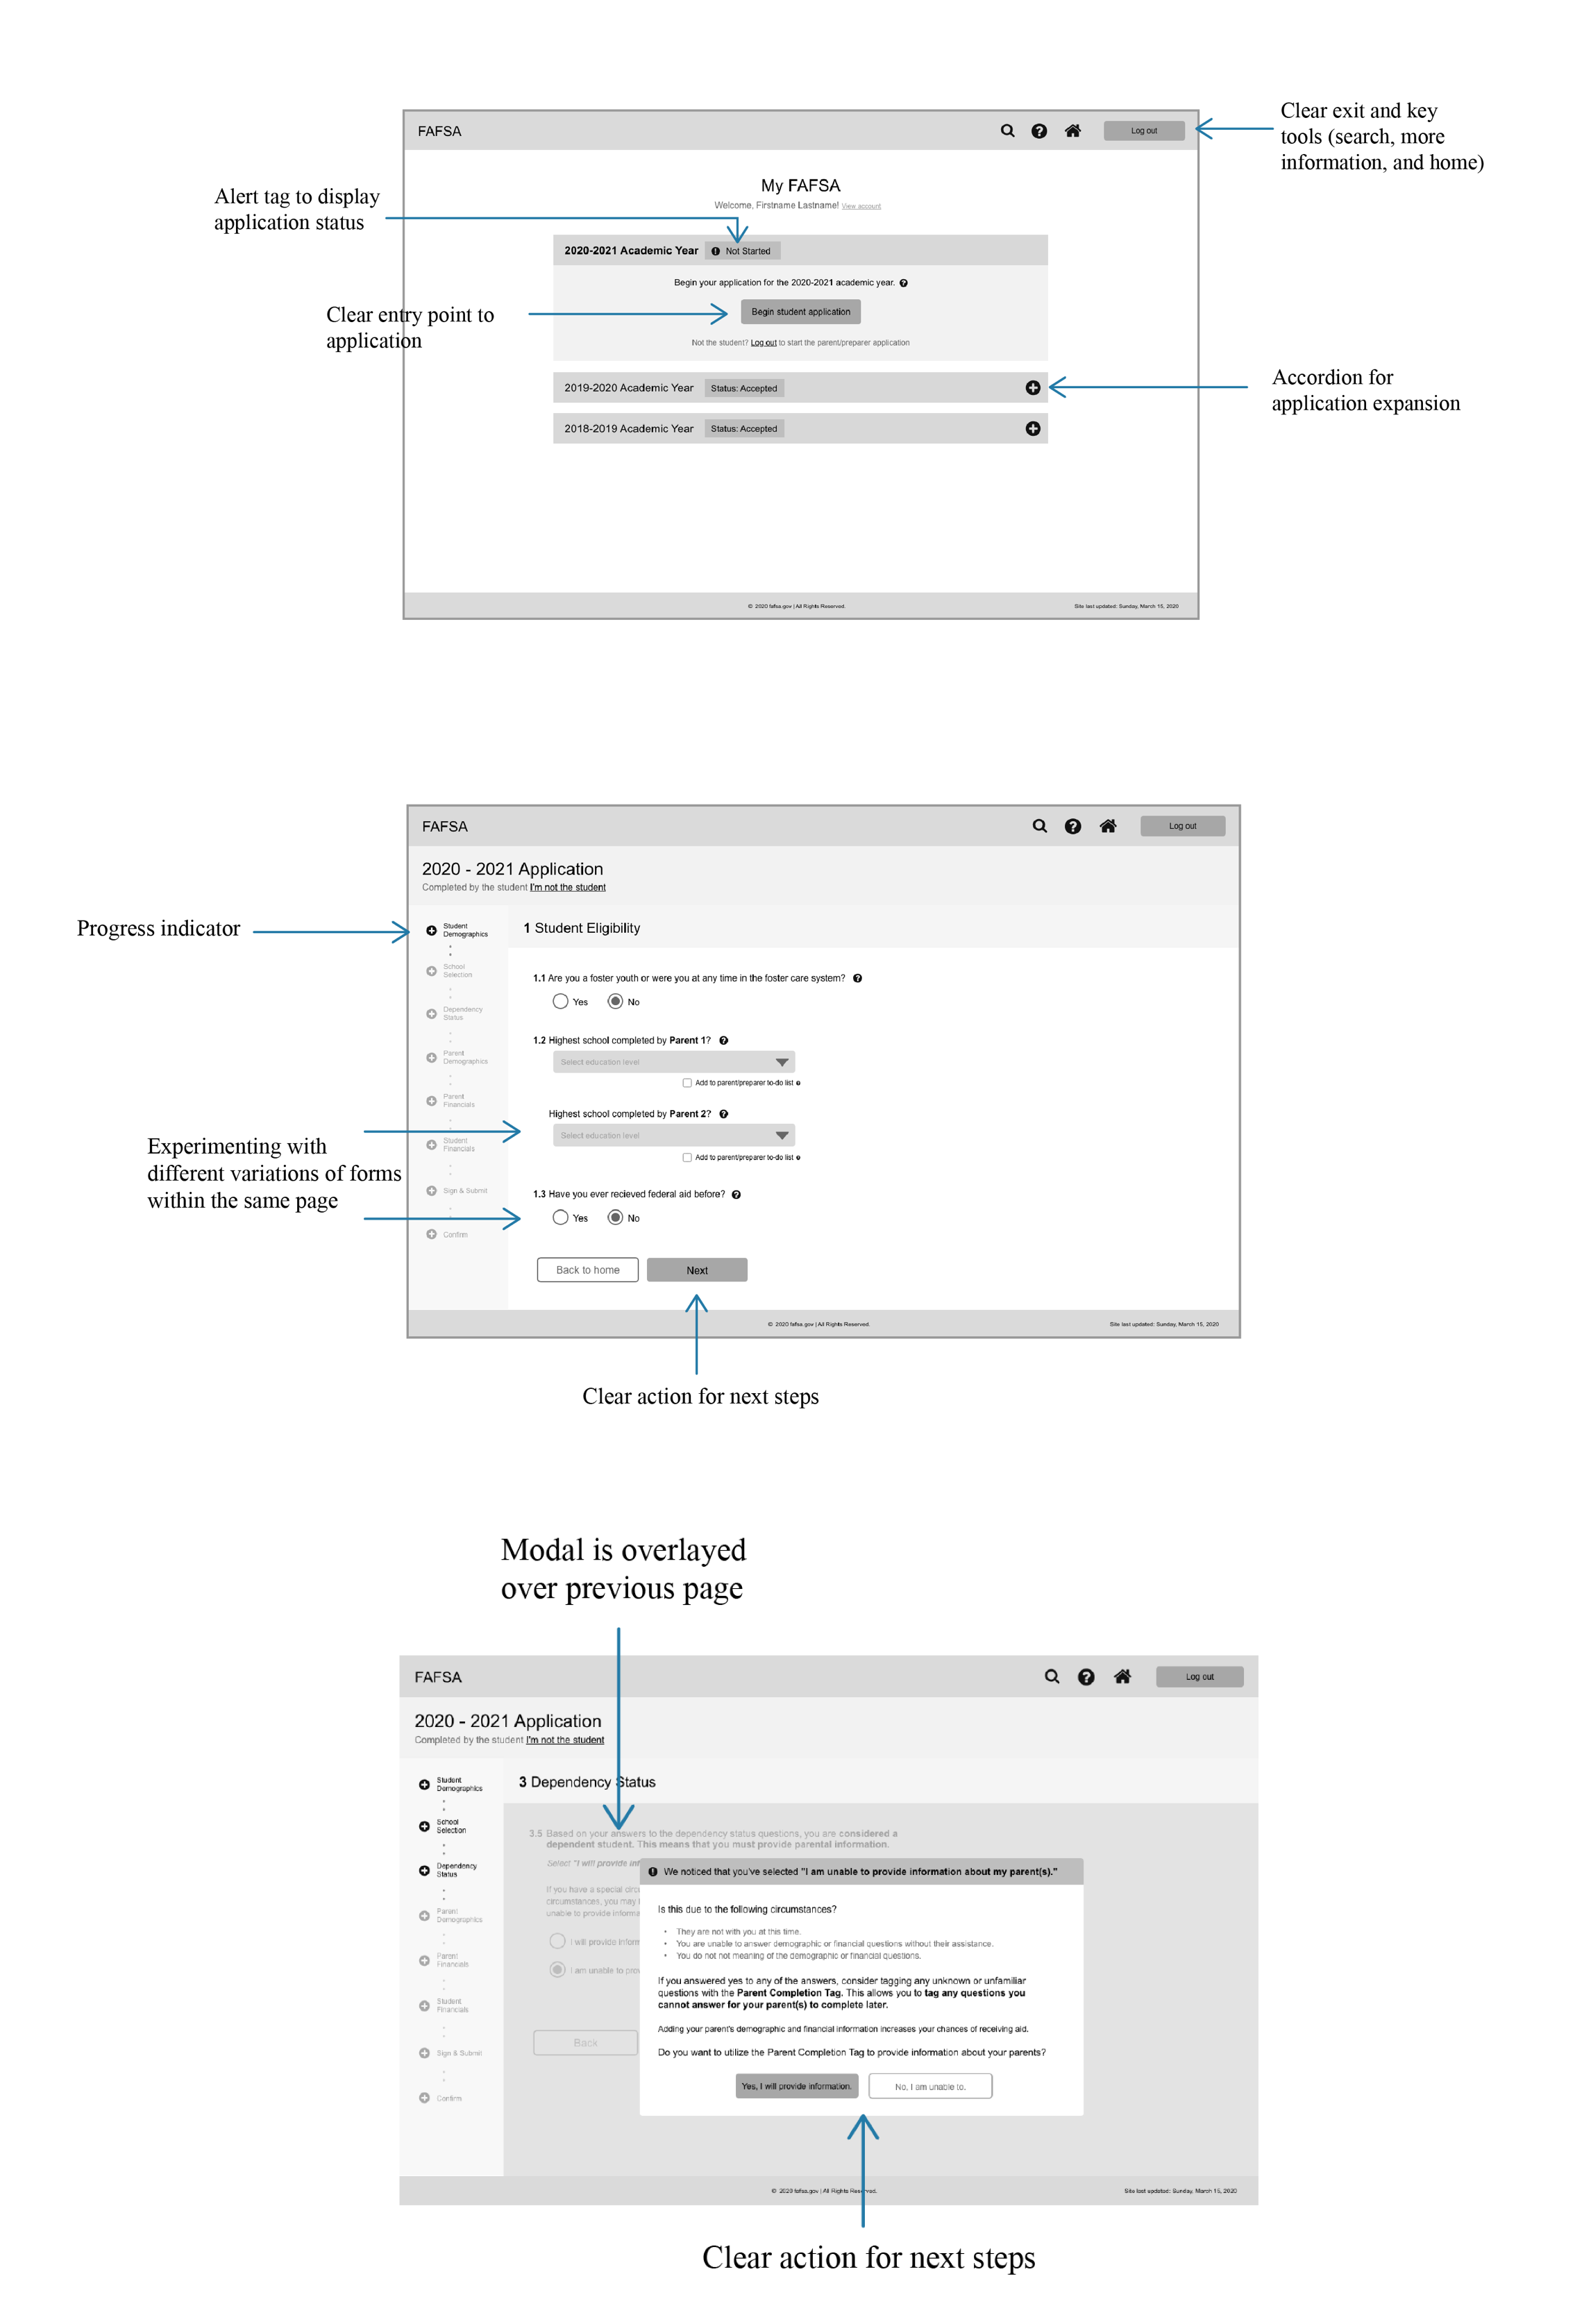 Clear exit and key
tools (search, more
information, and home)
FAFSA
Log out
My FAFSA
Welcome, Firstname Lastname! View account
Alert tag to display
application status
2020-2021 Academic Year
Not Started
Begin your application for the 2020-2021 academic year.
Clear entry point to
application
Begin student application
Not the student? Log out to start the parent/preparer application
2019-2020 Academic Year
Status: Accepted
Accordion for
application expansion
2018-2019 Academic Year
Status: Accepted
© 2020 fafsa.gov | All Rights Reserved.
Site last updated: Sunday, March 15, 2020
FAFSA
Log out
2020 - 2021 Application
Completed by the student I'm not the student
Progress indicator
Student
Demographics
School
Selection
Dependency
Status
Parent
Demographics
Parent
Financials
Student
Financials
Sign & Submit
Confirm
1 Student Eligibility
1.1 Are you a foster youth or were you at any time in the foster care system?
Yes
No
1.2 Highest school completed by Parent 1?
Select education level
Add to parent/preparer to-do list
Highest school completed by Parent 2?
Select education level
Add to parent/preparer to-do list
Experimenting with
different variations of forms
within the same page
1.3 Have you ever recieved federal aid before?
Yes
No
Back to home
Next
© 2020 fafsa.gov | All Rights Reserved.
Site last updated: Sunday, March 15, 2020
Clear action for next steps
Modal is overlayed
over previous page
FAFSA
Log out
2020 - 2021 Application
Completed by the student I'm not the student
Student
Demographics
School
Selection
Dependency
Status
Parent
Demographics
Parent
Financials
Student
Financials
Sign & Submit
Confirm
3 Dependency Status
3.5 Based on your answers to the dependency status questions, you are considered a
dependent student. This means that you must provide parental information.
Select "I will provide inf
If you have a special circu
circumstances, you may
unable to provide informa
I will provide inform
I am unable to prov
Back
We noticed that you've selected "I am unable to provide information about my parent(s)."
Is this due to the following circumstances?
• They are not with you at this time.
• You are unable to answer demographic or financial questions without their assistance.
• You do not not meaning of the demographic or financial questions.
If you answered yes to any of the answers, consider tagging any unknown or unfamiliar
questions with the Parent Completion Tag. This allows you to tag any questions you
cannot answer for your parent(s) to complete later.
Adding your parent's demographic and financial information increases your chances of receiving aid.
Do you want to utilize the Parent Completion Tag to provide information about your parents?
Yes, I will provide information.
No, I am unable to.
© 2020 fafsa.gov | All Rights Reserved.
Site last updated: Sunday, March 15, 2020
Clear action for next steps